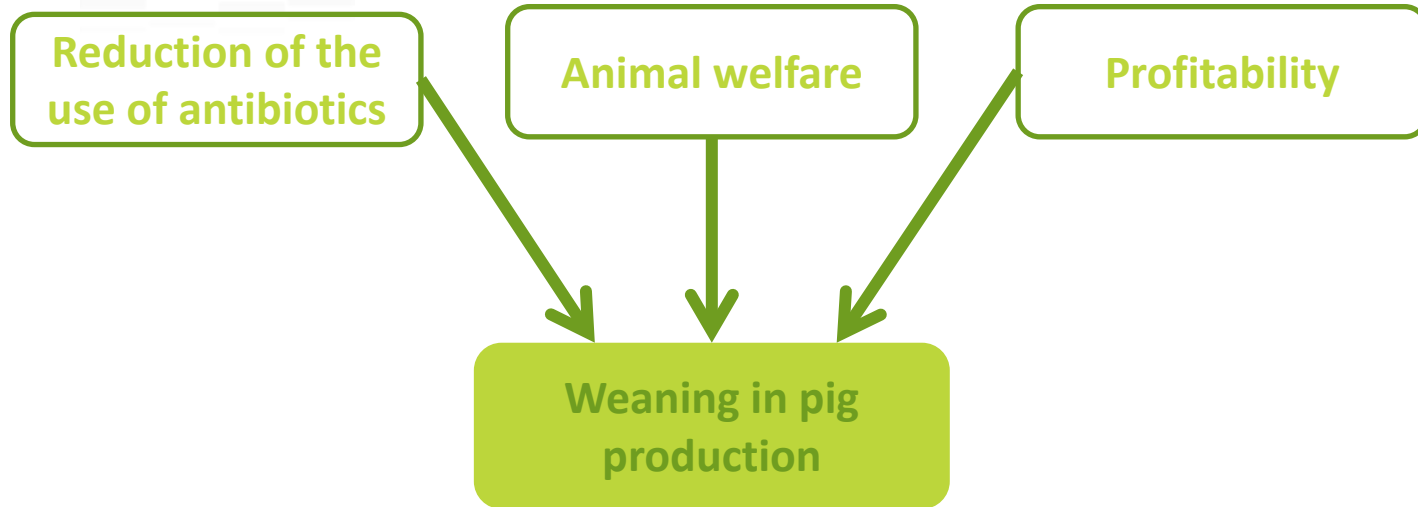 Reduction of the
use of antibiotics
Animal welfare
Profitability
Weaning in pig
production